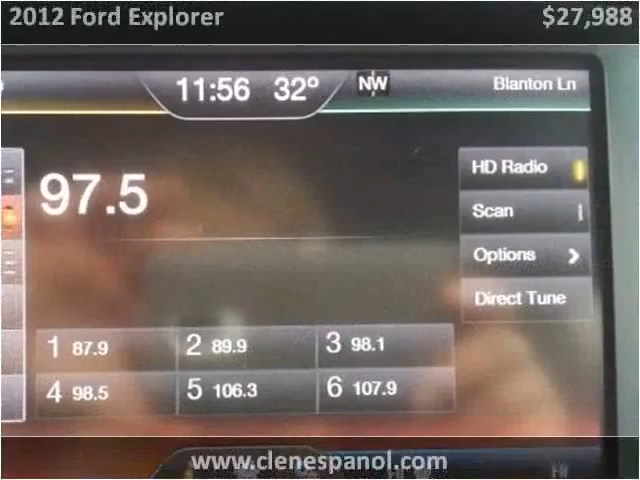 2012 Ford Explorer $27,988
11:56 32° NW Blanton Ln
97.5
HD Radio
Scan
Options
Direct Tune
1 87.9 2 89.9 3 98.1
4 98.5 5 106.3 6 107.9
www.clenespanol.com